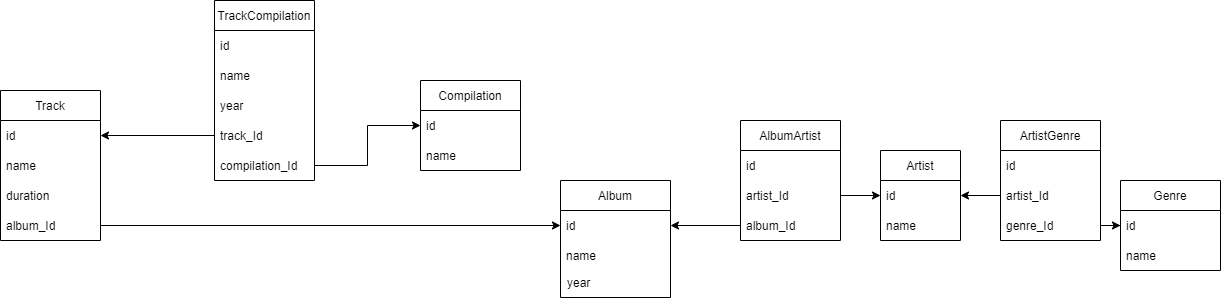 TrackCompilation
id
name
year
track_Id
compilation_Id
Track
id
name
duration
album_Id
Compilation
id
name
Album
id
name
year
AlbumArtist
id
artist_Id
album_Id
Artist
id
name
ArtistGenre
id
artist_Id
genre_Id
Genre
id
name